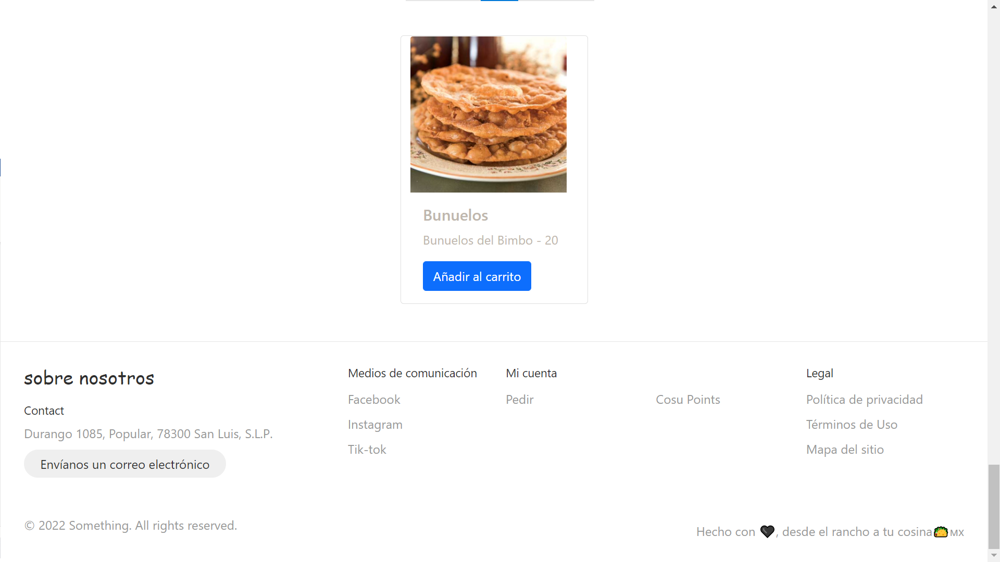 Bunuelos
Bunuelos del Bimbo - 20
Añadir al carrito
sobre nosotros
Contact
Durango 1085, Popular, 78300 San Luis, S.L.P.
Envíanos un correo electrónico
Medios de comunicación
Facebook
Instagram
Tik-tok
Mi cuenta
Pedir
Cosu Points
Legal
Política de privacidad
Términos de Uso
Mapa del sitio
© 2022 Something. All rights reserved.
Hecho con 🖤, desde el rancho a tu cosina🌮MX